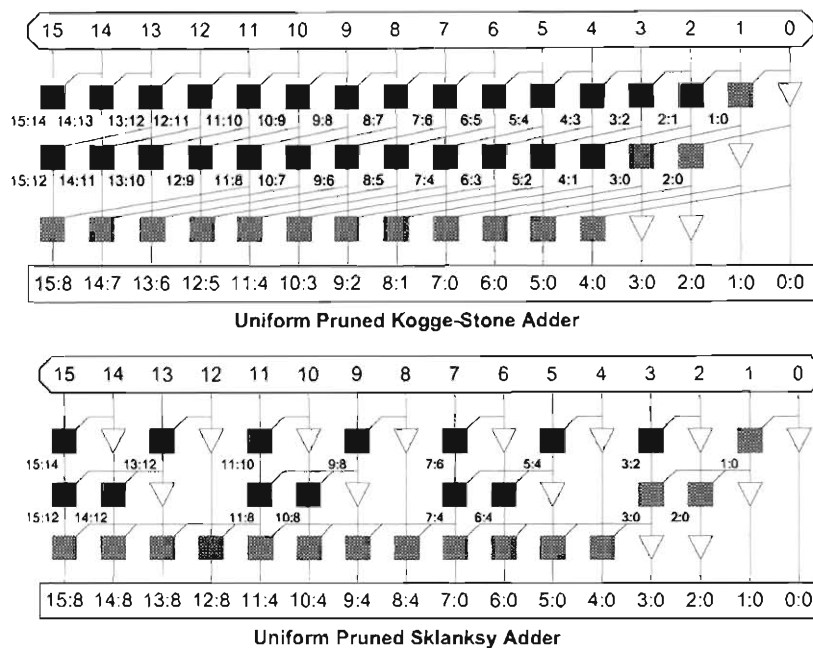 15 14 13 12 11 10 9 8 7 6 5 4 3 2 1 0
15:14 14:13 13:12 12:11 11:10 10:9 9:8 8:7 7:6 6:5 5:4 4:3 3:2 2:1 1:0
15:12 14:11 13:10 12:9 11:8 10:7 9:6 8:5 7:4 6:3 5:2 4:1 3:0 2:0
15:8 14:7 13:6 12:5 11:4 10:3 9:2 8:1 7:0 6:0 5:0 4:0 3:0 2:0 1:0 0:0
Uniform Pruned Kogge-Stone Adder
15 14 13 12 11 10 9 8 7 6 5 4 3 2 1 0
15:14 13:12 11:10 9:8 7:6 5:4 3:2 1:0
15:12 14:12 11:8 10:8 7:4 6:4 3:0 2:0
15:8 14:8 13:8 12:8 11:4 10:4 9:4 8:4 7:0 6:0 5:0 4:0 3:0 2:0 1:0 0:0
Uniform Pruned Sklanksy Adder